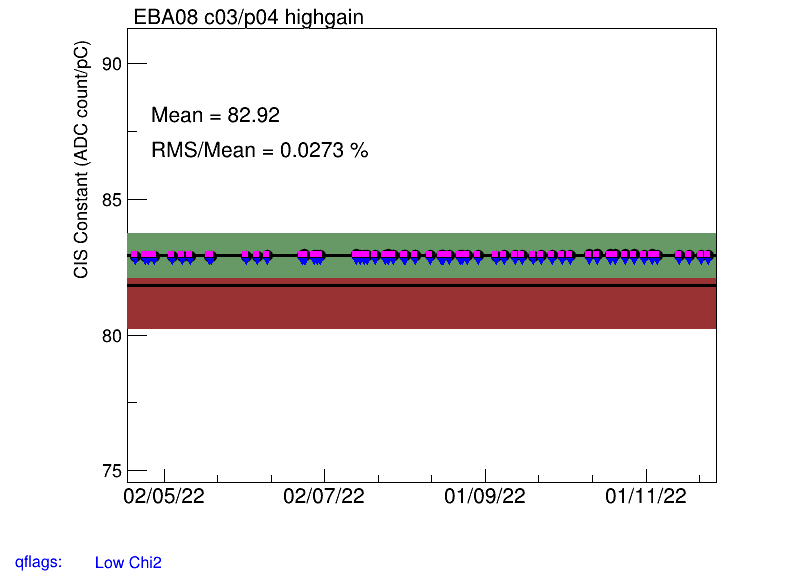 EBA08 c03/p04 highgain
CIS Constant (ADC count/pC)
90
85
80
75
Mean = 82.92
RMS/Mean = 0.0273 %
02/05/22 02/07/22 01/09/22 01/11/22
qflags: Low Chi2